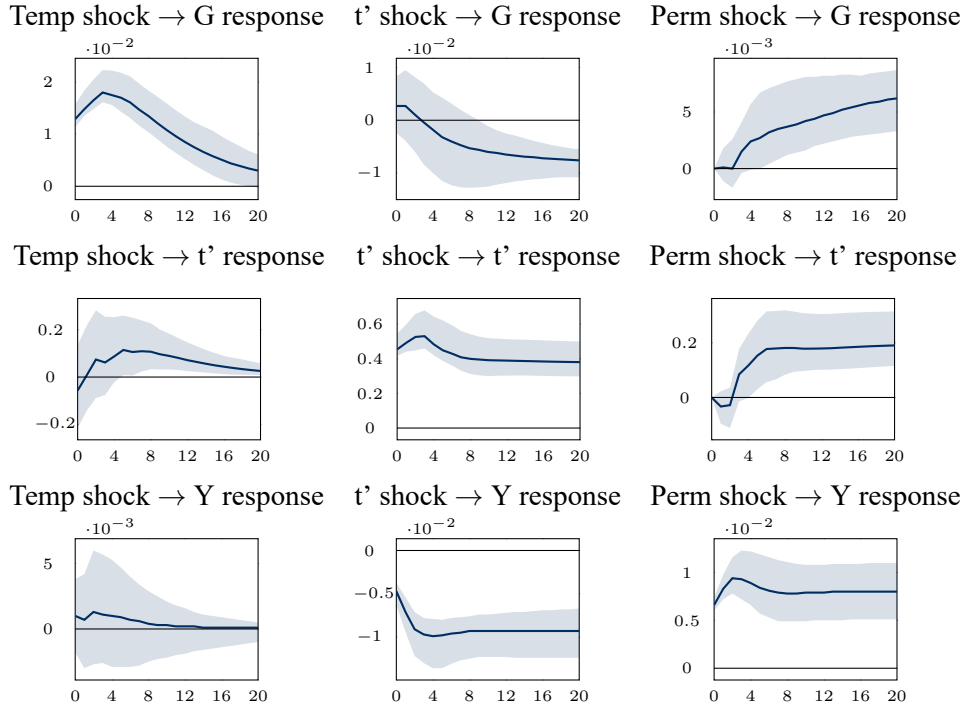 Temp shock → G response t’ shock → G response Perm shock → G response
·10−2 ·10−2 ·10−3
2
1
0
0 4 8 12 16 20
1
0
−1
0 4 8 12 16 20
5
0
0 4 8 12 16 20
Temp shock → t’ response t’ shock → t’ response Perm shock → t’ response
0.2
0
−0.2
0 4 8 12 16 20
0.6
0.4
0.2
0
0 4 8 12 16 20
0.2
0
0 4 8 12 16 20
Temp shock → Y response t’ shock → Y response Perm shock → Y response
·10−3 ·10−2 ·10−2
5
0
0 4 8 12 16 20
0
−0.5
−1
0 4 8 12 16 20
1
0.5
0
0 4 8 12 16 20